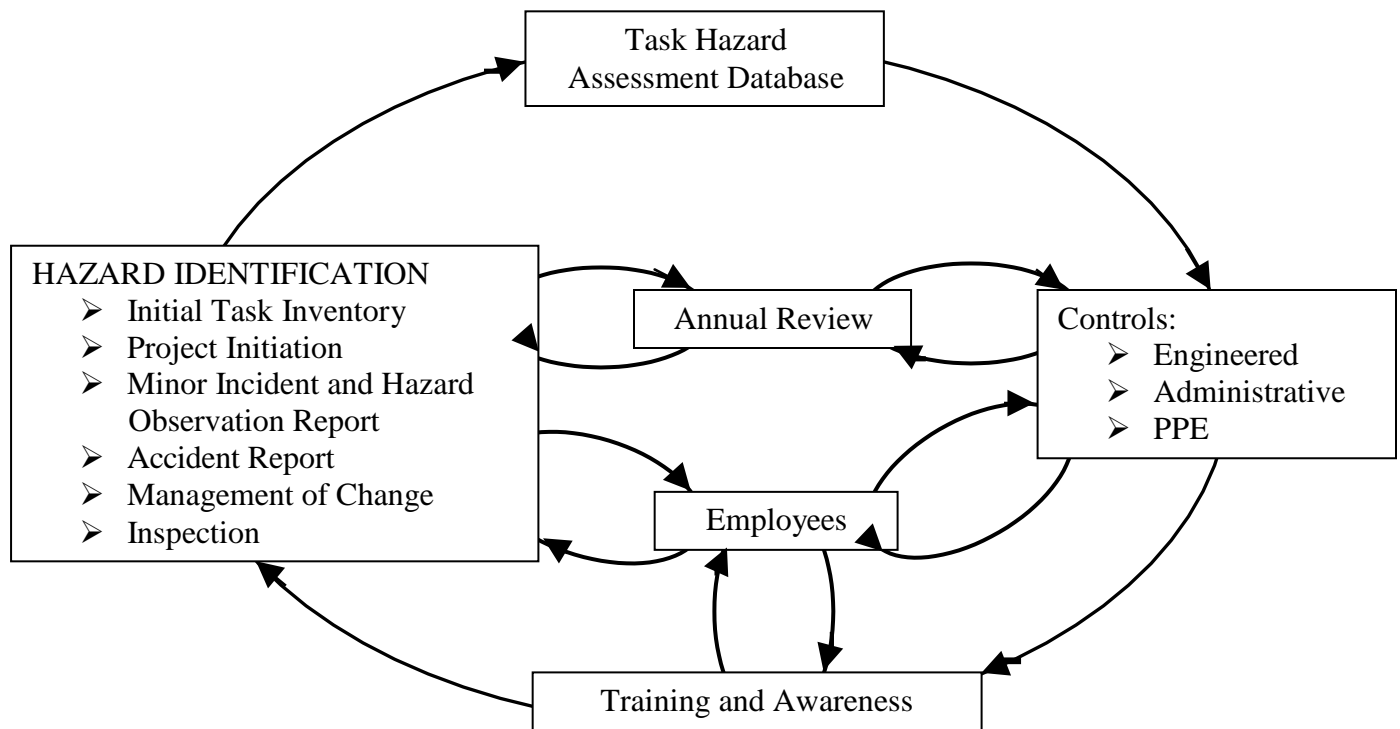 Task Hazard
Assessment Database
HAZARD IDENTIFICATION
➢ Initial Task Inventory
➢ Project Initiation
➢ Minor Incident and Hazard
Observation Report
➢ Accident Report
➢ Management of Change
➢ Inspection
Annual Review
Controls:
➢ Engineered
➢ Administrative
➢ PPE
Employees
Training and Awareness